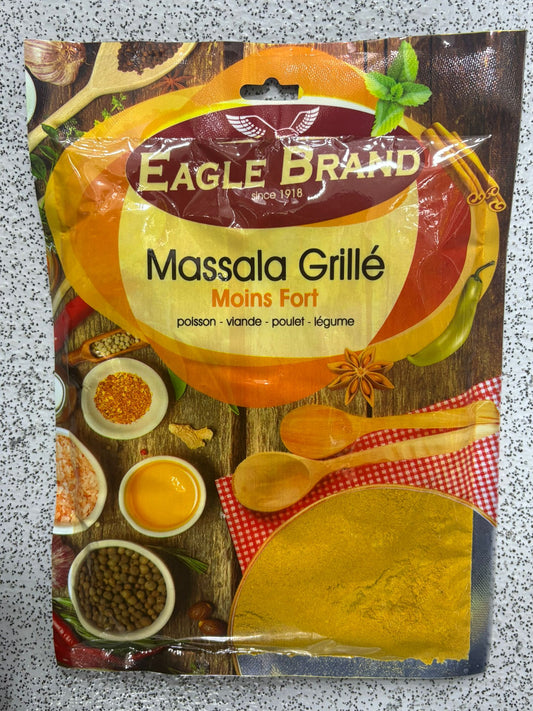 EAGLE BRAND
since 1918
Massala Grillé
Moins Fort
poisson - viande - poulet - légume